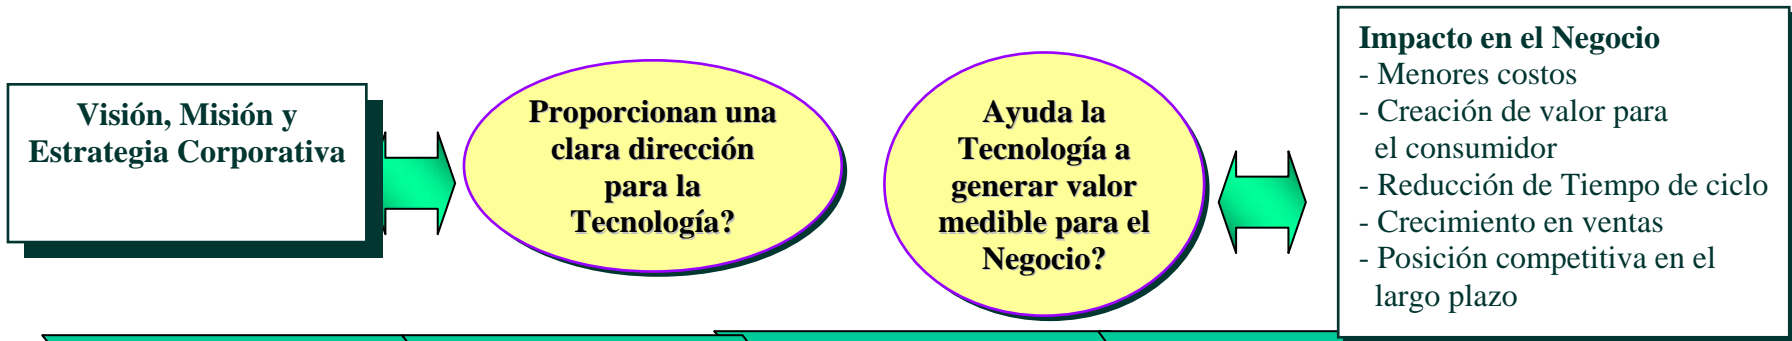 Visión, Misión y
Estrategia Corporativa
Proporcionan una
clara dirección
para la
Tecnología?
Ayuda la
Tecnología a
generar valor
medible para el
Negocio?
Impacto en el Negocio
- Menores costos
- Creación de valor para
el consumidor
- Reducción de Tiempo de ciclo
- Crecimiento en ventas
- Posición competitiva en el
largo plazo